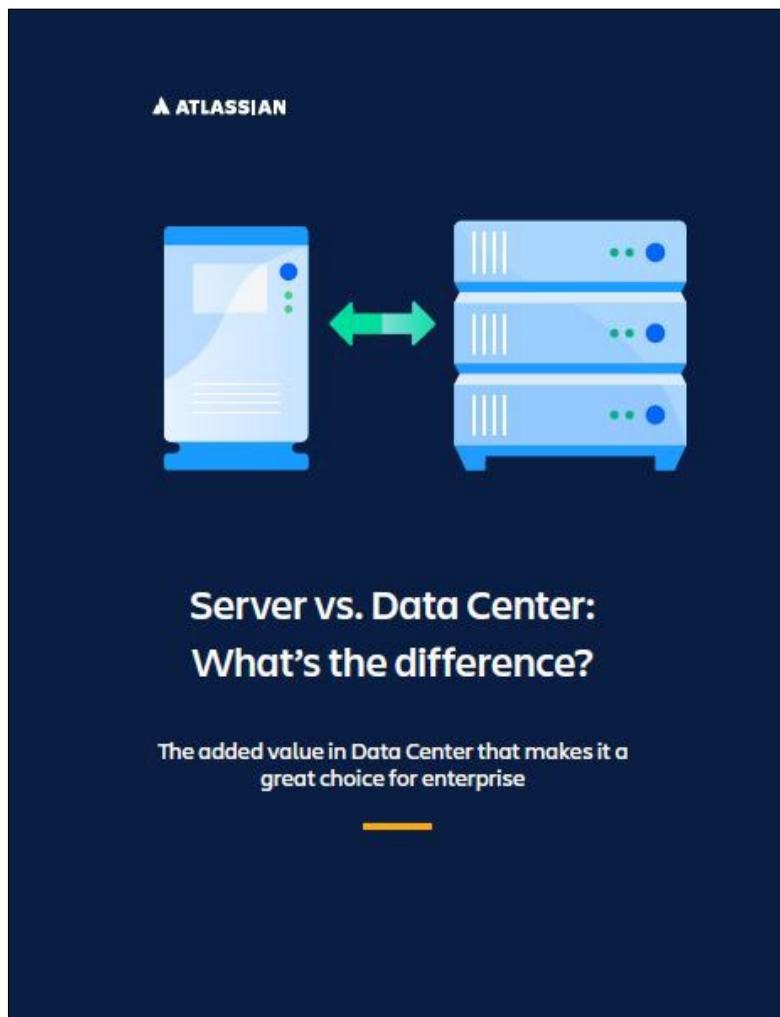 ATLASSIAN
Server vs. Data Center:
What's the difference?
The added value in Data Center that makes it a
great choice for enterprise